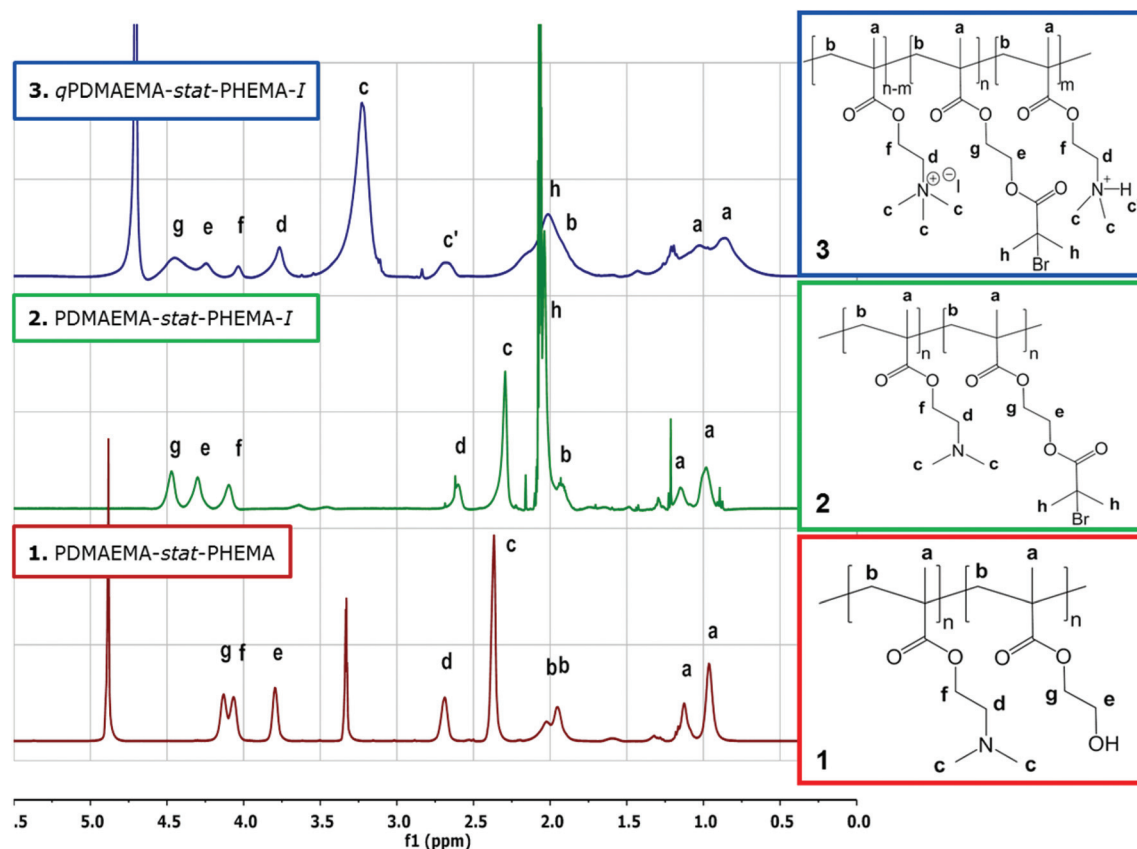 3. qPDMAEMA-stat-PHEMA-I
g e f d c c' h b a a
b a b a b a
n-m n m
O O O O O O
f g f
d e d
N + − I O O N + H
c c c c c
h h
Br
3
2. PDMAEMA-stat-PHEMA-I
g e f d c h b a a
b a b a
n n
O O O O
f g
d e
N O O
c c
h h
Br
2
1. PDMAEMA-stat-PHEMA
g f e d c b b a a
b a b a
n n
O O O O
f g
d e
N OH
c c
1
.5 5.0 4.5 4.0 3.5 3.0 2.5 2.0 1.5 1.0 0.5 0.0
f1 (ppm)